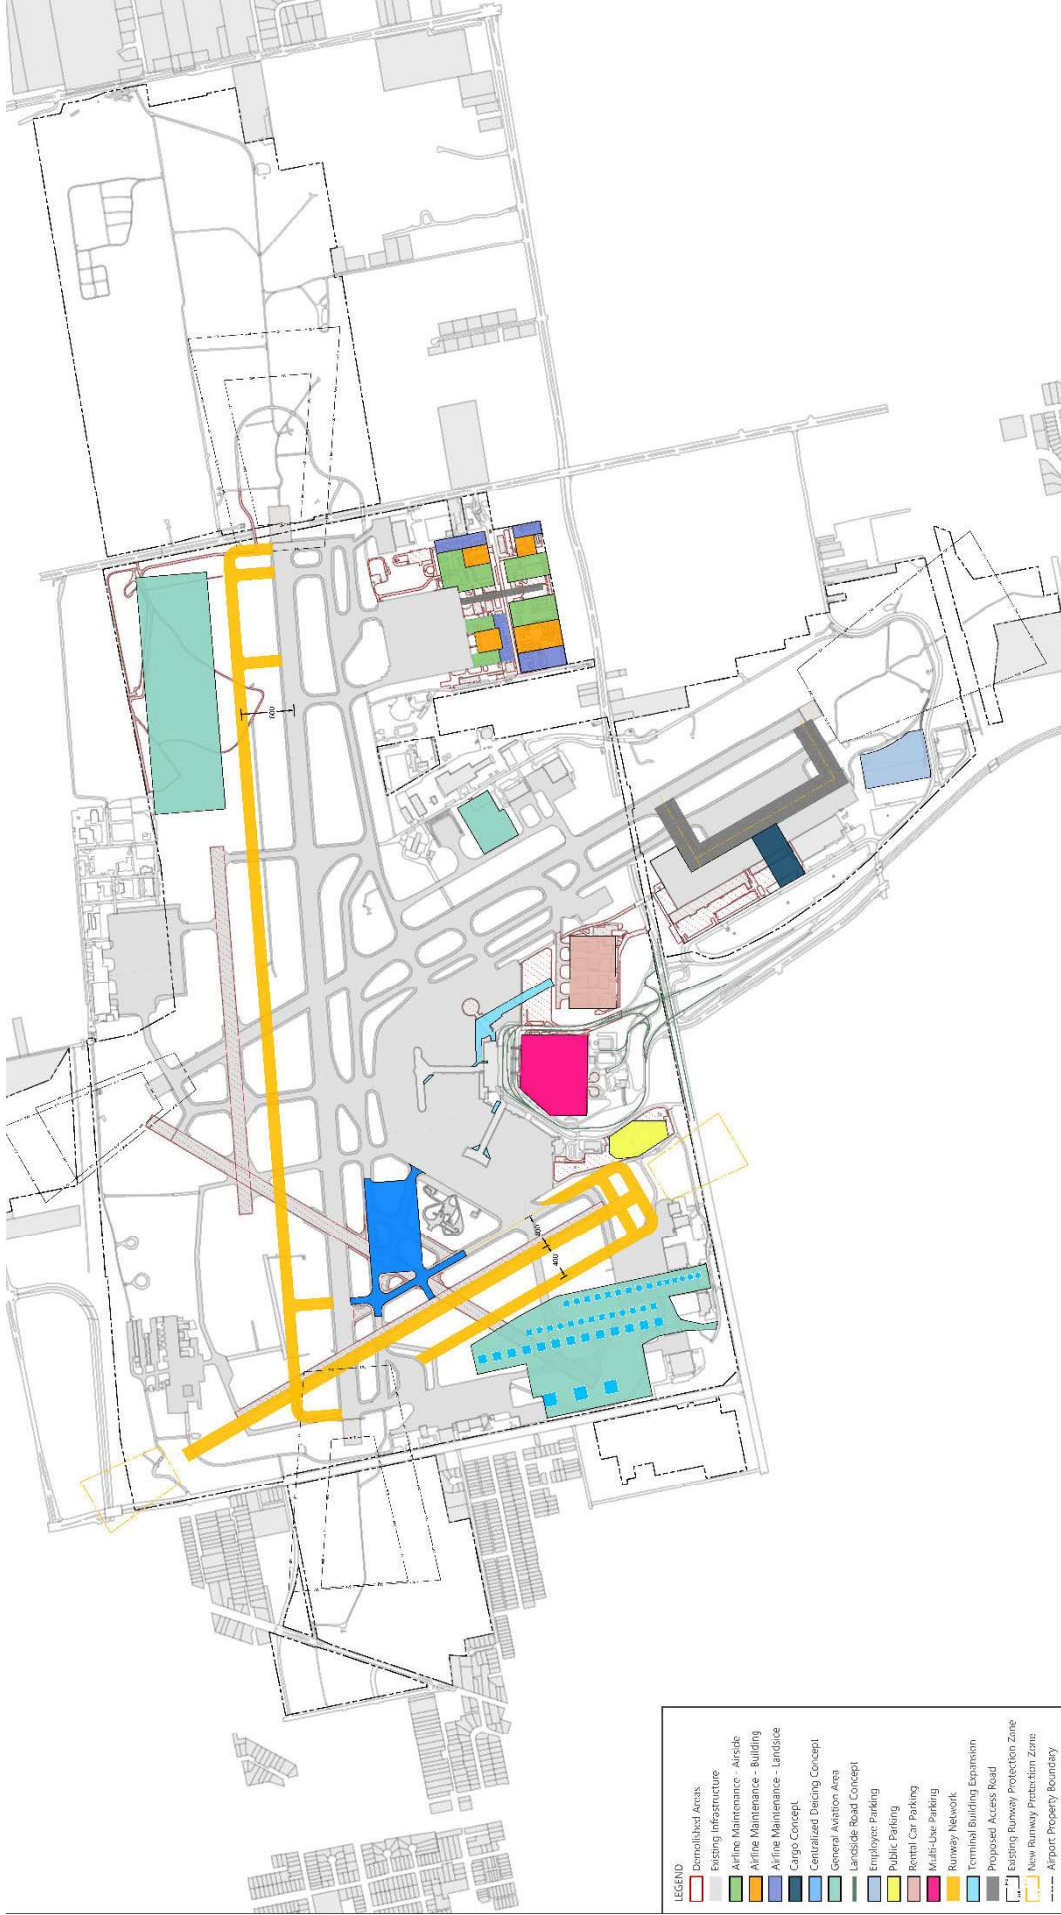 600
400
400
LEGEND
Demolished Areas
Existing Infrastructure
Airline Maintenance - Airside
Airline Maintenance - Building
Airline Maintenance - Landside
Cargo Concept
Centralized Deicing Concept
General Aviation Area
Landside Road Concept
Employee Parking
Public Parking
Rental Car Parking
Multi-Use Parking
Runway Network
Terminal Building Expansion
Proposed Access Road
Existing Runway Protection Zone
New Runway Protection Zone
Airport Property Boundary